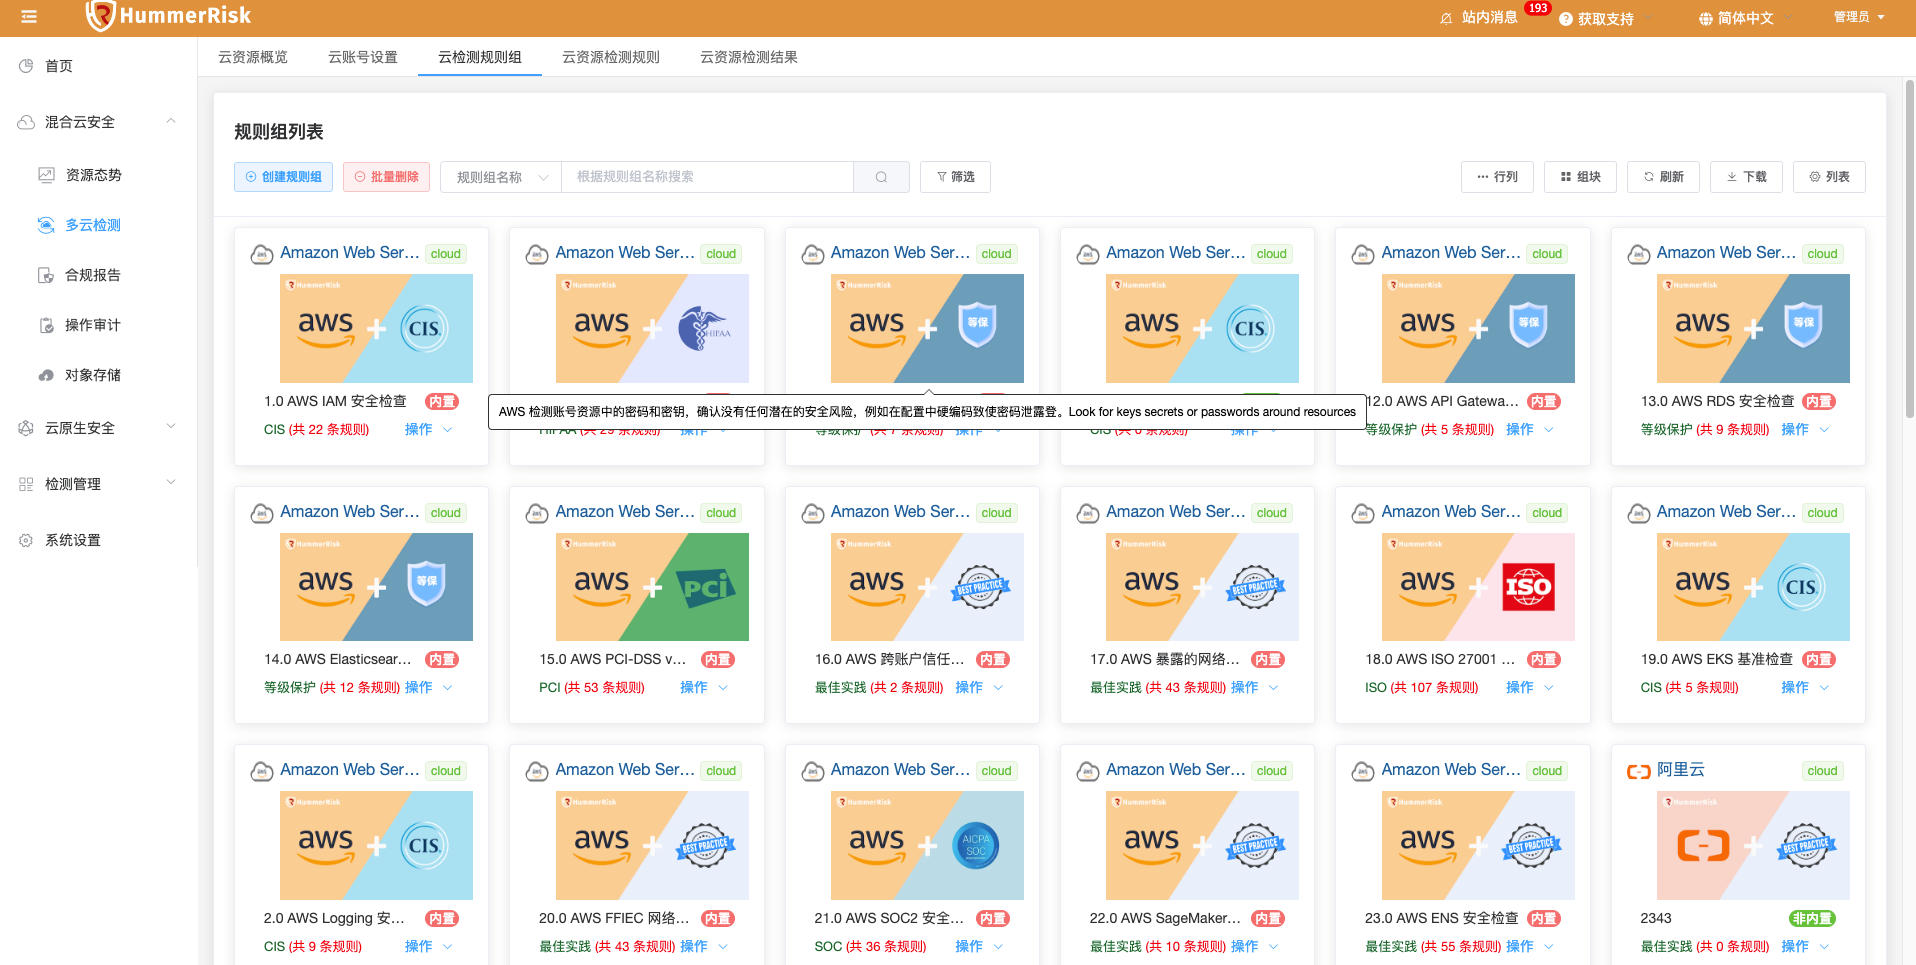 HummerRisk
站内消息 193 获取支持 简体中文 管理员
首页
混合云安全
资源态势
多云检测
合规报告
操作审计
对象存储
云原生安全
检测管理
系统设置
云资源概览 云账号设置 云检测规则组 云资源检测规则 云资源检测结果
规则组列表
创建规则组 批量删除 规则组名称 根据规则组名称搜索 筛选 行列 组块 刷新 下载 列表
Amazon Web Ser... cloud Amazon Web Ser... cloud Amazon Web Ser... cloud Amazon Web Ser... cloud Amazon Web Ser... cloud Amazon Web Ser... cloud
HummerRisk HummerRisk HummerRisk HummerRisk HummerRisk HummerRisk
aws + CIS. aws + HIPAA aws + 等保 aws + CIS. aws + 等保 aws + 等保
1.0 AWS IAM 安全检查 内置
AWS 检测账号资源中的密码和密钥，确认没有任何潜在的安全风险，例如在配置中硬编码致使密码泄露登。Look for keys secrets or passwords around resources
12.0 AWS API Gatewa... 内置 13.0 AWS RDS 安全检查 内置
CIS (共 22 条规则) 操作 HIPAA (共 29 条规则) 操作 等级保护 (共 7 条规则) 操作 CIS (共 6 条规则) 操作 等级保护 (共 5 条规则) 操作 等级保护 (共 9 条规则) 操作
Amazon Web Ser... cloud Amazon Web Ser... cloud Amazon Web Ser... cloud Amazon Web Ser... cloud Amazon Web Ser... cloud Amazon Web Ser... cloud
HummerRisk HummerRisk HummerRisk HummerRisk HummerRisk HummerRisk
aws + 等保 aws + PCi aws + BEST PRACTICE aws + BEST PRACTICE aws + ISO aws + CIS.
14.0 AWS Elasticsear... 内置 15.0 AWS PCI-DSS v... 内置 16.0 AWS 跨账户信任... 内置 17.0 AWS 暴露的网络... 内置 18.0 AWS ISO 27001 ... 内置 19.0 AWS EKS 基准检查 内置
等级保护 (共 12 条规则) 操作 PCI (共 53 条规则) 操作 最佳实践 (共 2 条规则) 操作 最佳实践 (共 43 条规则) 操作 ISO (共 107 条规则) 操作 CIS (共 5 条规则) 操作
Amazon Web Ser... cloud Amazon Web Ser... cloud Amazon Web Ser... cloud Amazon Web Ser... cloud Amazon Web Ser... cloud 阿里云 cloud
HummerRisk HummerRisk HummerRisk HummerRisk HummerRisk HummerRisk
aws + CIS. aws + BEST PRACTICE aws + AICPA SOC aws + BEST PRACTICE aws + BEST PRACTICE + BEST PRACTICE
2.0 AWS Logging 安... 内置 20.0 AWS FFIEC 网络... 内置 21.0 AWS SOC2 安全... 内置 22.0 AWS SageMaker... 内置 23.0 AWS ENS 安全检查 内置 2343 非内置
CIS (共 9 条规则) 操作 最佳实践 (共 43 条规则) 操作 SOC (共 36 条规则) 操作 最佳实践 (共 10 条规则) 操作 最佳实践 (共 55 条规则) 操作 最佳实践 (共 0 条规则) 操作